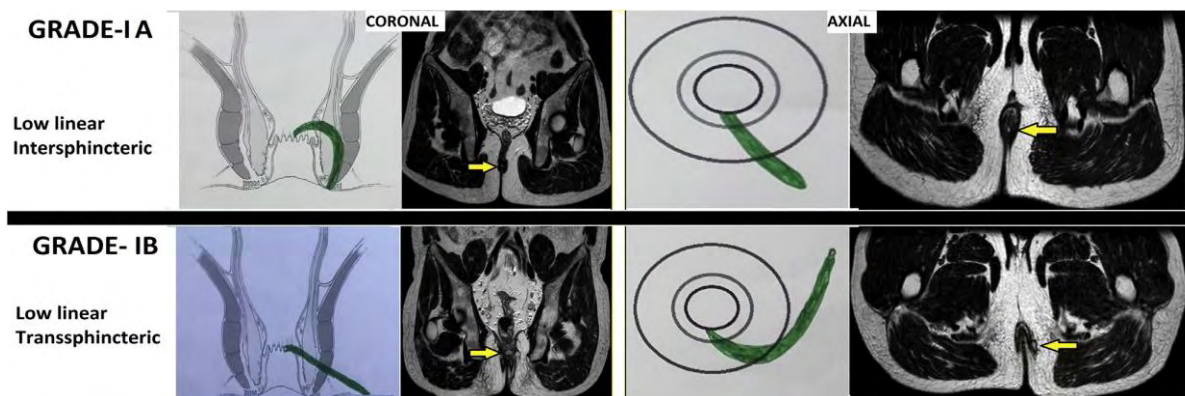 GRADE-I A
CORONAL
AXIAL
Low linear
Intersphincteric
GRADE- IB
Low linear
Transsphincteric